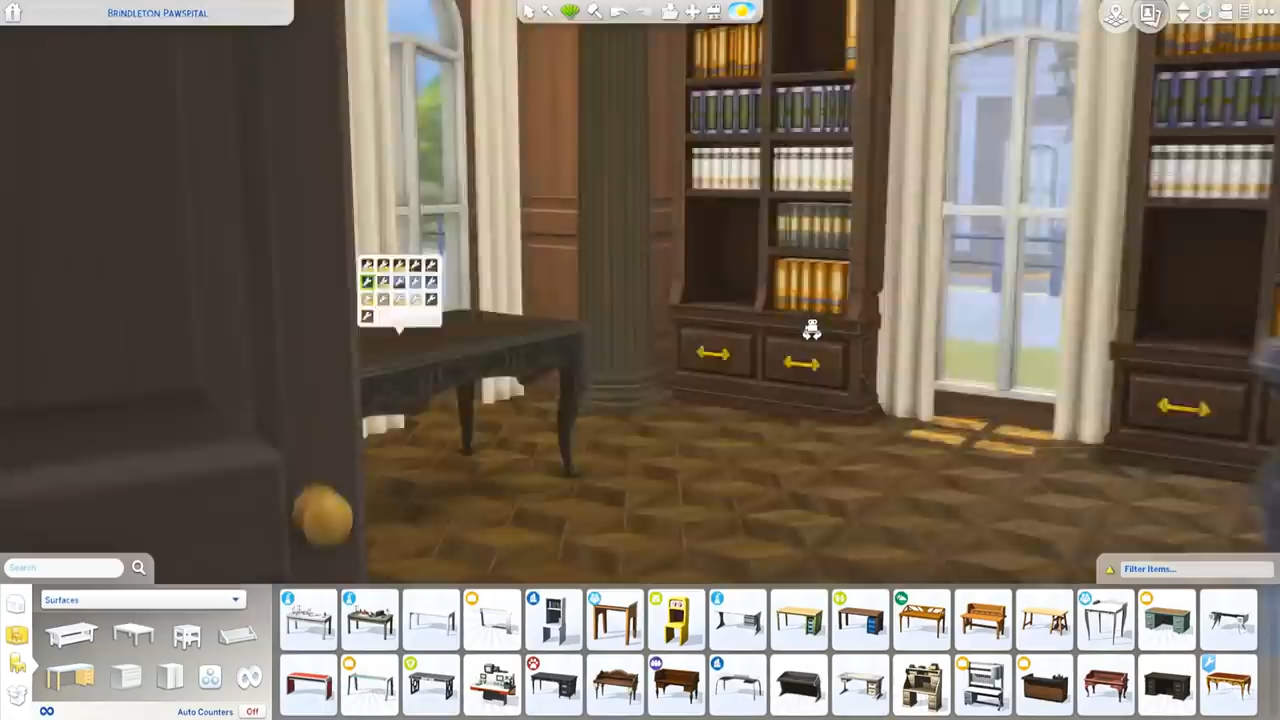 Brindleton Pawspital
Search
Filter Items...
Surfaces
Auto Counters
Off